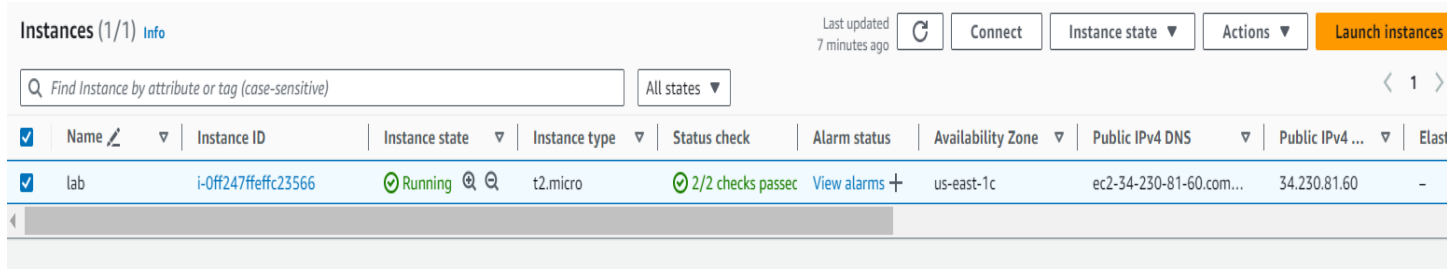 Instances (1/1) Info
Last updated
7 minutes ago
Connect
Instance state
Actions
Launch instances
Find Instance by attribute or tag (case-sensitive)
All states
1
Name Instance ID Instance state Instance type Status check Alarm status Availability Zone Public IPv4 DNS Public IPv4 ... Elast
lab i-0ff247ffeffc23566 Running t2.micro 2/2 checks passec View alarms + us-east-1c ec2-34-230-81-60.com... 34.230.81.60 –